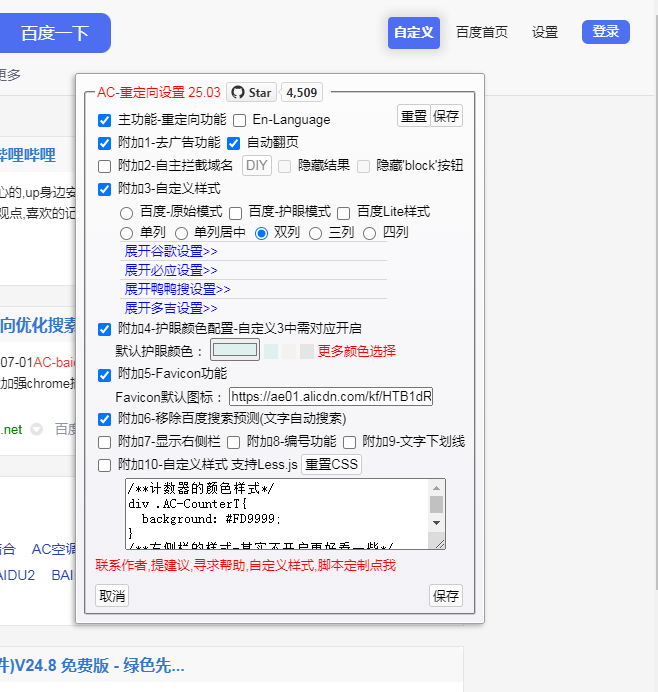 百度一下
自定义 百度首页 设置 登录
更多
AC-重定向设置 25.03 Star 4,509
主功能-重定向功能 En-Language 重置 保存
附加1-去广告功能 自动翻页
哔哩哔哩
附加2-自主拦截域名 DIY 隐藏结果 隐藏'block'按钮
心的,up身边安
附加3-自定义样式
观点,喜欢的记
百度-原始模式 百度-护眼模式 百度Lite样式
单列 单列居中 双列 三列 四列
展开谷歌设置>>
展开必应设置>>
展开鸭鸭搜设置>>
展开多吉设置>>
向优化搜索
附加4-护眼颜色配置-自定义3中需对应开启
默认护眼颜色： 更多颜色选择
07-01AC-baid
附加5-Favicon功能
加强chrome推
Favicon默认图标： https://ae01.alicdn.com/kf/HTB1dR
附加6-移除百度搜索预测(文字自动搜索)
.net 百度
附加7-显示右侧栏 附加8-编号功能 附加9-文字下划线
附加10-自定义样式 支持Less.js 重置CSS
/**计数器的颜色样式*/
div .AC-CounterT{
background: #FD9999;
}
/**右侧栏的样式-其实不开启更好看一些*/
AC空调
AIDU2 BAI
联系作者,提建议,寻求帮助,自定义样式,脚本定制点我
取消 保存
件)V24.8 免费版 - 绿色先...